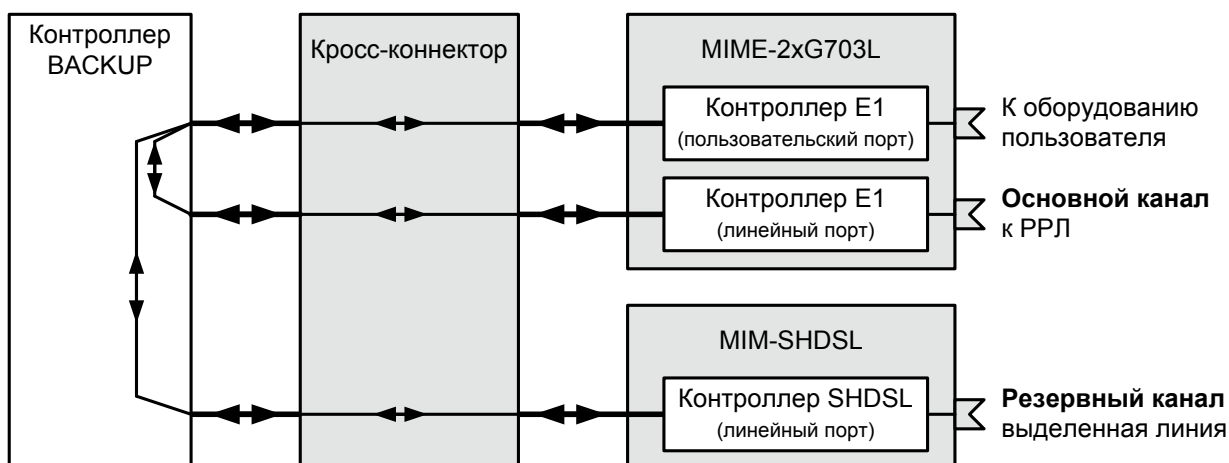 Контроллер
BACKUP
Кросс-коннектор
MIME-2xG703L
Контроллер E1
(пользовательский порт)
К оборудованию
пользователя
Контроллер E1
(линейный порт)
Основной канал
к РРЛ
MIM-SHDSL
Контроллер SHDSL
(линейный порт)
Резервный канал
выделенная линия